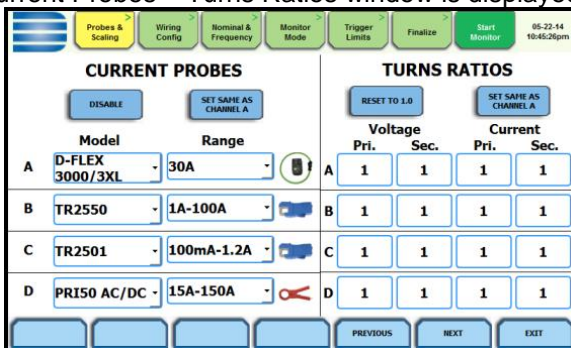 urrent Probes – Turns Ratios window is displayed
Probes & Scaling
Wiring Config
Nominal & Frequency
Monitor Mode
Trigger Limits
Finalize
Start Monitor
05-22-14
10:45:26pm
CURRENT PROBES
TURNS RATIOS
DISABLE
SET SAME AS CHANNEL A
RESET TO 1.0
SET SAME AS CHANNEL A
Voltage Current
Model Range Pri. Sec. Pri. Sec.
A D-FLEX 3000/3XL 30A A 1 1 1 1
B TR2550 1A-100A B 1 1 1 1
C TR2501 100mA-1.2A C 1 1 1 1
D PRI50 AC/DC 15A-150A D 1 1 1 1
PREVIOUS NEXT EXIT